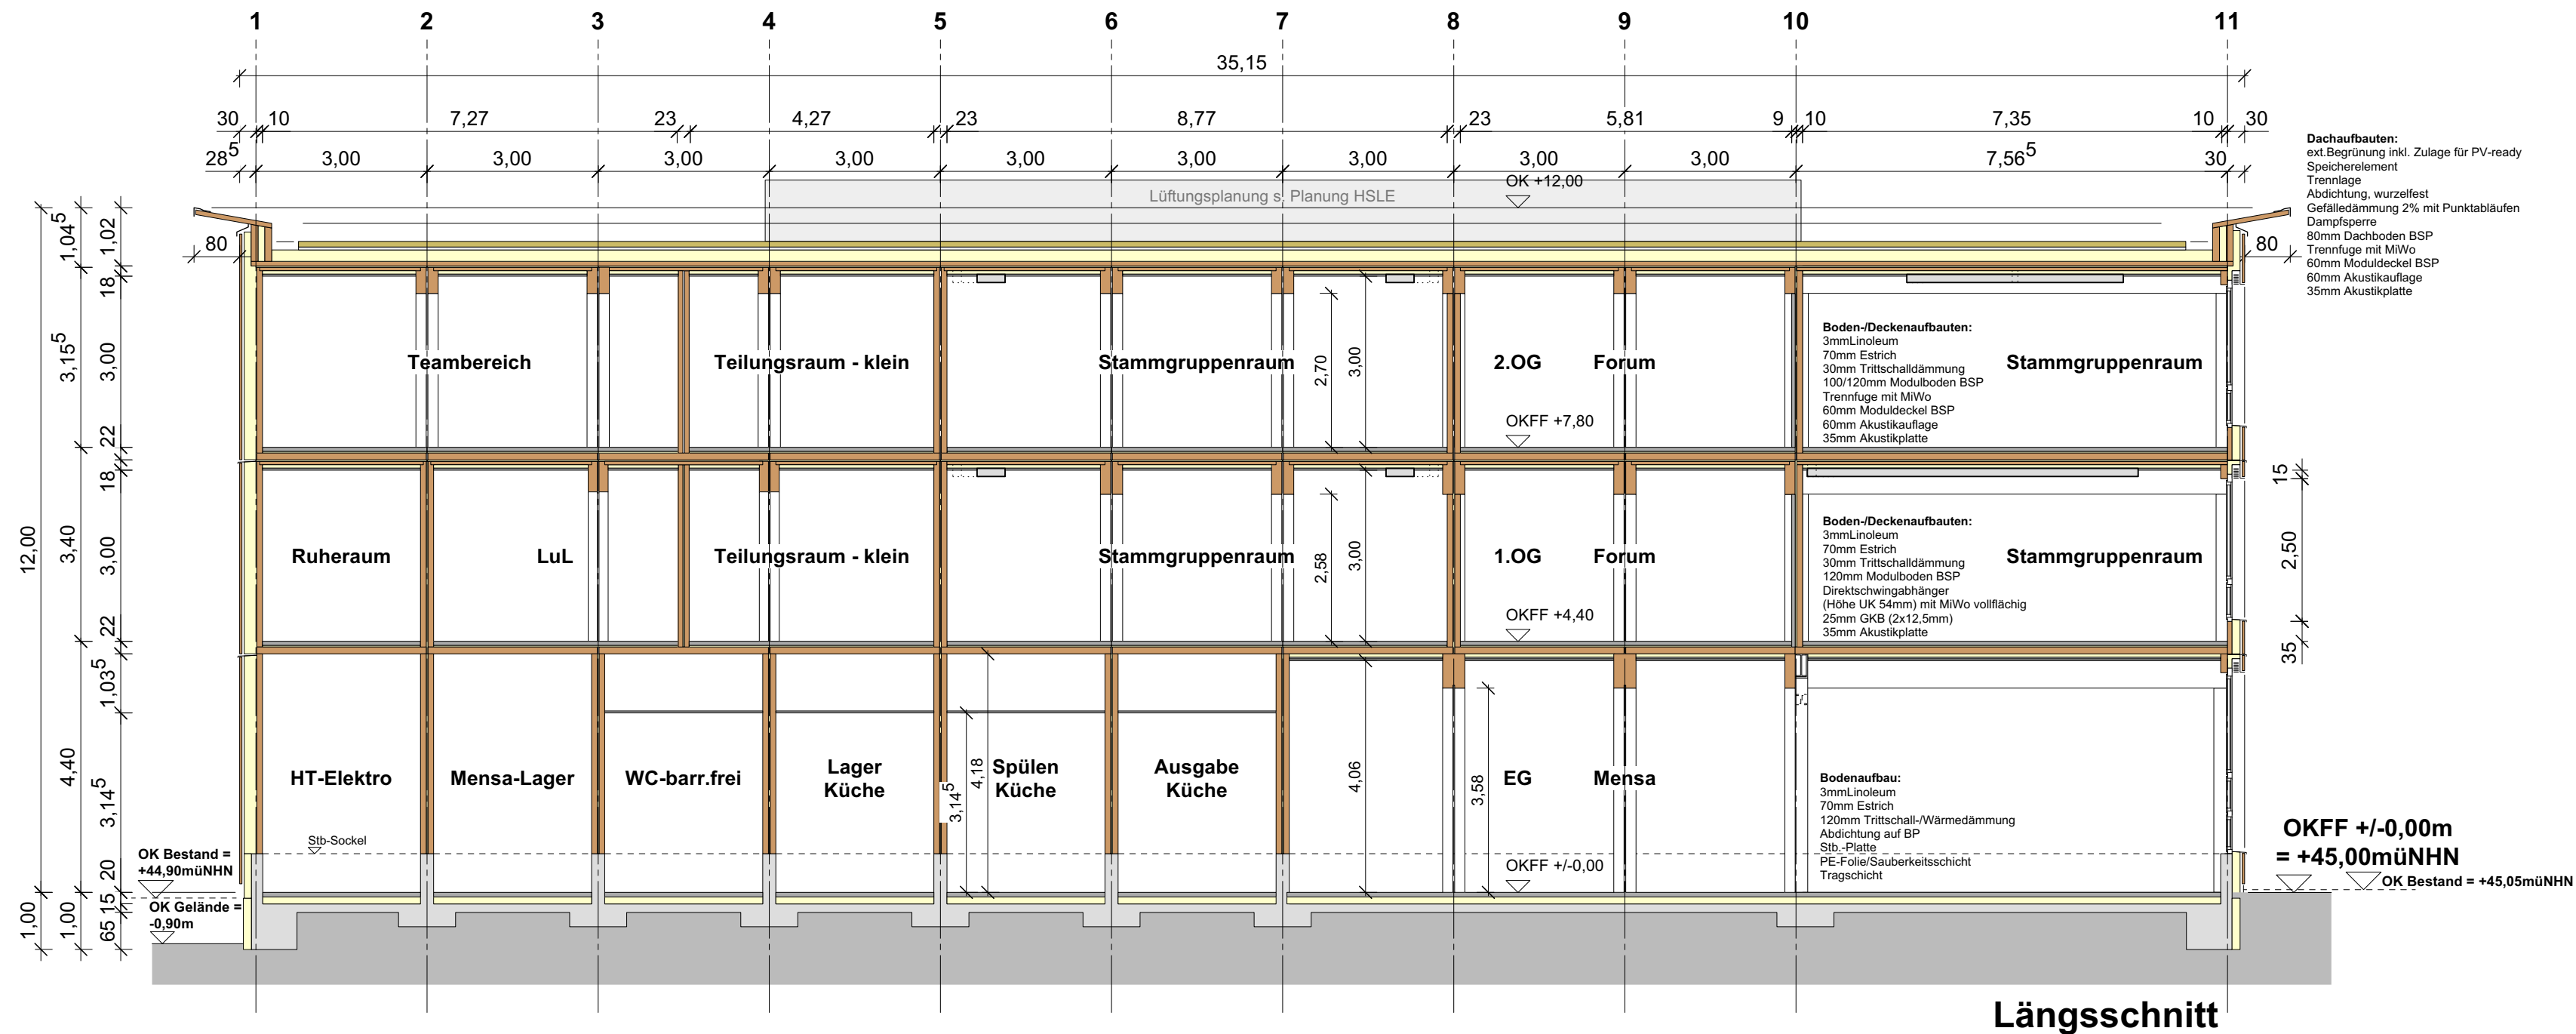 1 2 3 4 5 6 7 8 9 10 11
35,15
30 10 7,27 23 4,27 23 8,77 23 5,81 9 10 7,35 10 30
28⁵ 3,00 3,00 3,00 3,00 3,00 3,00 3,00 3,00 3,00 7,56⁵ 30
Lüftungsplanung s. Planung HSLE
OK +12,00
80
80
Dachaufbauten:
ext.Begrünung inkl. Zulage für PV-ready
Speicherelement
Trennlage
Abdichtung, wurzelfest
Gefälledämmung 2% mit Punktabläufen
Dampfsperre
80mm Dachboden BSP
Trennfuge mit MiWo
60mm Moduldeckel BSP
60mm Akustikauflage
35mm Akustikplatte
12,00
1,00
1,04⁵
3,15⁵
3,40
4,40
1,00
1,02
18
3,00
22
18
3,00
22
1,03⁵
3,14⁵
20
15
65
Teambereich
Teilungsraum - klein
Stammgruppenraum
2,70
3,00
2.OG
Forum
OKFF +7,80
Boden-/Deckenaufbauten:
3mmLinoleum
70mm Estrich
30mm Trittschalldämmung
100/120mm Modulboden BSP
Trennfuge mit MiWo
60mm Moduldeckel BSP
60mm Akustikauflage
35mm Akustikplatte
Stammgruppenraum
Ruheraum
LuL
Teilungsraum - klein
Stammgruppenraum
2,58
3,00
1.OG
Forum
OKFF +4,40
Boden-/Deckenaufbauten:
3mmLinoleum
70mm Estrich
30mm Trittschalldämmung
120mm Modulboden BSP
Direktschwingabhänger
(Höhe UK 54mm) mit MiWo vollflächig
25mm GKB (2x12,5mm)
35mm Akustikplatte
Stammgruppenraum
15
2,50
35
HT-Elektro
Mensa-Lager
WC-barr.frei
Lager
Küche
3,14⁵
4,18
Spülen
Küche
Ausgabe
Küche
4,06
3,58
EG
Mensa
OKFF +/-0,00
Bodenaufbau:
3mmLinoleum
70mm Estrich
120mm Trittschall-/Wärmedämmung
Abdichtung auf BP
Stb.-Platte
PE-Folie/Sauberkeitsschicht
Tragschicht
Stb-Sockel
OK Bestand =
+44,90müNHN
OK Gelände =
-0,90m
OKFF +/-0,00m
= +45,00müNHN
OK Bestand = +45,05müNHN
Längsschnitt